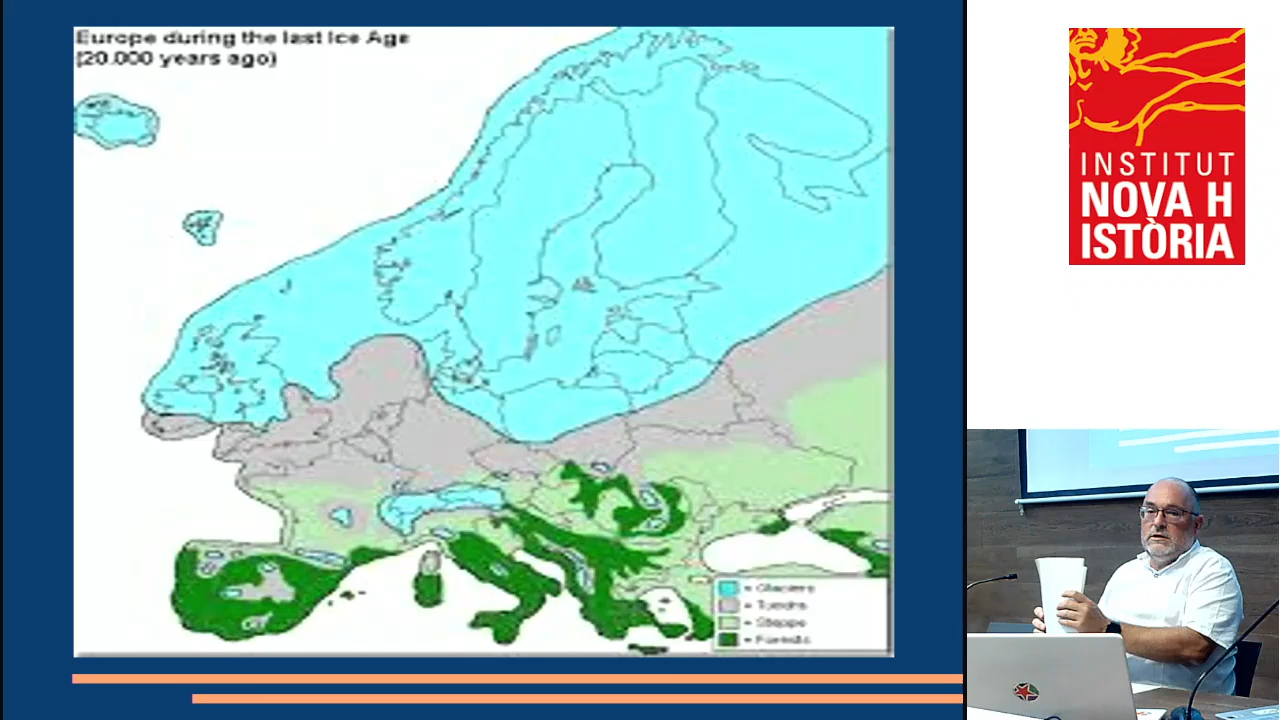 Europe during the last Ice Age
(20.000 years ago)
= Glaciers
= Tundra
= Steppe
= Forests
INSTITUT
NOVA H
ISTÒRIA